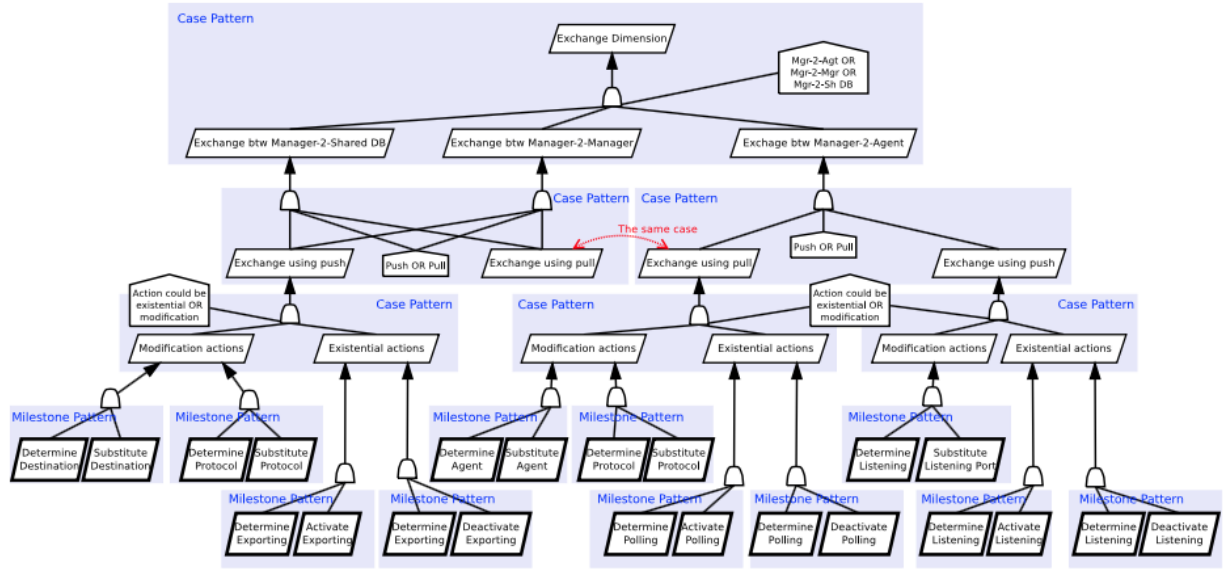 Case Pattern
Exchange Dimension
Mgr-2-Agt OR
Mgr-2-Mgr OR
Mgr-2-Sh DB
Exchange btw Manager-2-Shared DB
Exchange btw Manager-2-Manager
Exchage btw Manager-2-Agent
Case Pattern
Case Pattern
The same case
Push OR Pull
Exchange using push
Push OR Pull
Exchange using pull
Exchange using pull
Exchange using push
Action could be
existential OR
modification
Case Pattern
Case Pattern
Action could be
existential OR
modification
Case Pattern
Modification actions
Existential actions
Modification actions
Existential actions
Modification actions
Existential actions
Milestone Pattern
Milestone Pattern
Milestone Pattern
Milestone Pattern
Milestone Pattern
Determine
Destination
Substitute
Destination
Determine
Protocol
Substitute
Protocol
Determine
Agent
Substitute
Agent
Determine
Protocol
Substitute
Protocol
Determine
Listening
Substitute
Listening Port
Milestone Pattern
Milestone Pattern
Milestone Pattern
Milestone Pattern
Milestone Pattern
Milestone Pattern
Determine
Exporting
Activate
Exporting
Determine
Exporting
Deactivate
Exporting
Determine
Polling
Activate
Polling
Determine
Polling
Deactivate
Polling
Determine
Listening
Activate
Listening
Determine
Listening
Deactivate
Listening